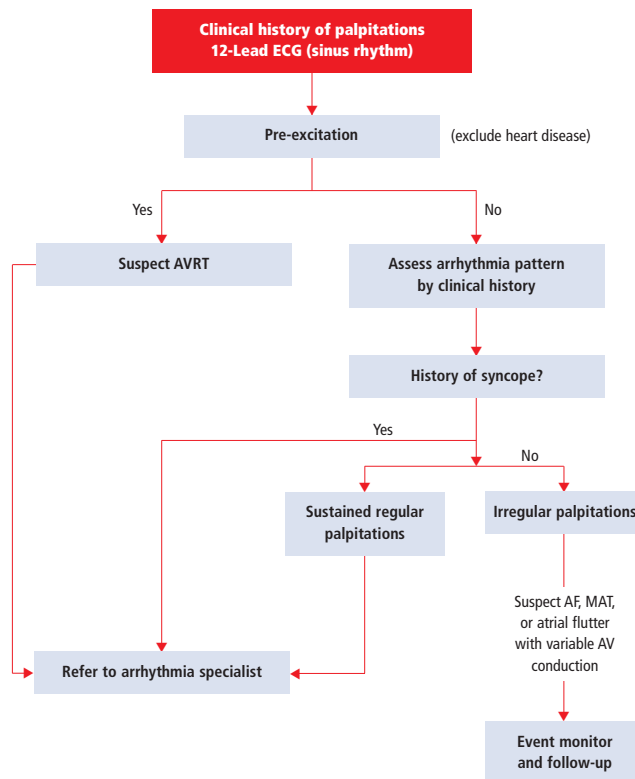 Clinical history of palpitations
12-Lead ECG (sinus rhythm)
Pre-excitation
(exclude heart disease)
Yes
No
Suspect AVRT
Assess arrhythmia pattern
by clinical history
History of syncope?
Yes
No
Sustained regular
palpitations
Irregular palpitations
Suspect AF, MAT,
or atrial flutter
with variable AV
conduction
Refer to arrhythmia specialist
Event monitor
and follow-up